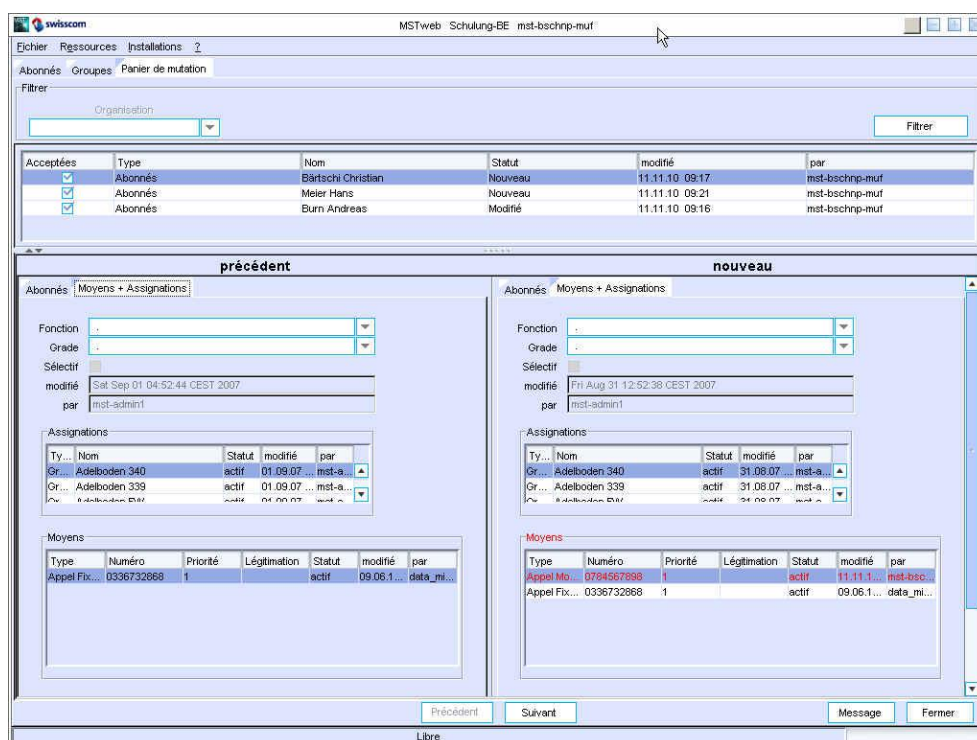 swisscom MSTweb Schulung-BE mst-bschnp-muf
Fichier Ressources Installations ?
Abonnés Groupes Panier de mutation
Filtrer
Organisation
Filtrer
Acceptées Type Nom Statut modifié par
Abonnés Bärtschi Christian Nouveau 11.11.10 09:17 mst-bschnp-muf
Abonnés Meier Hans Nouveau 11.11.10 09:21 mst-bschnp-muf
Abonnés Burn Andreas Modifié 11.11.10 09:16 mst-bschnp-muf
précédent nouveau
Abonnés Moyens + Assignations Abonnés Moyens + Assignations
Fonction . Fonction .
Grade . Grade .
Sélectif Sélectif
modifié Sat Sep 01 04:52:44 CEST 2007 modifié Fri Aug 31 12:52:38 CEST 2007
par mst-admin1 par mst-admin1
Assignations Assignations
Ty... Nom Statut modifié par Ty... Nom Statut modifié par
Gr... Adelboden 340 actif 01.09.07 ... mst-a... Gr... Adelboden 340 actif 31.08.07 ... mst-a...
Gr... Adelboden 339 actif 01.09.07 ... mst-a... Gr... Adelboden 339 actif 31.08.07 ... mst-a...
Moyens Moyens
Type Numéro Priorité Légitimation Statut modifié par Type Numéro Priorité Légitimation Statut modifié par
Appel Fix... 0336732868 1 actif 09.06.1... data_mi... Appel Mo... 0784567898 1 actif 11.11.1... mst-bsc...
Appel Fix... 0336732868 1 actif 09.06.1... data_mi...
Précédent Suivant Message Fermer
Libre